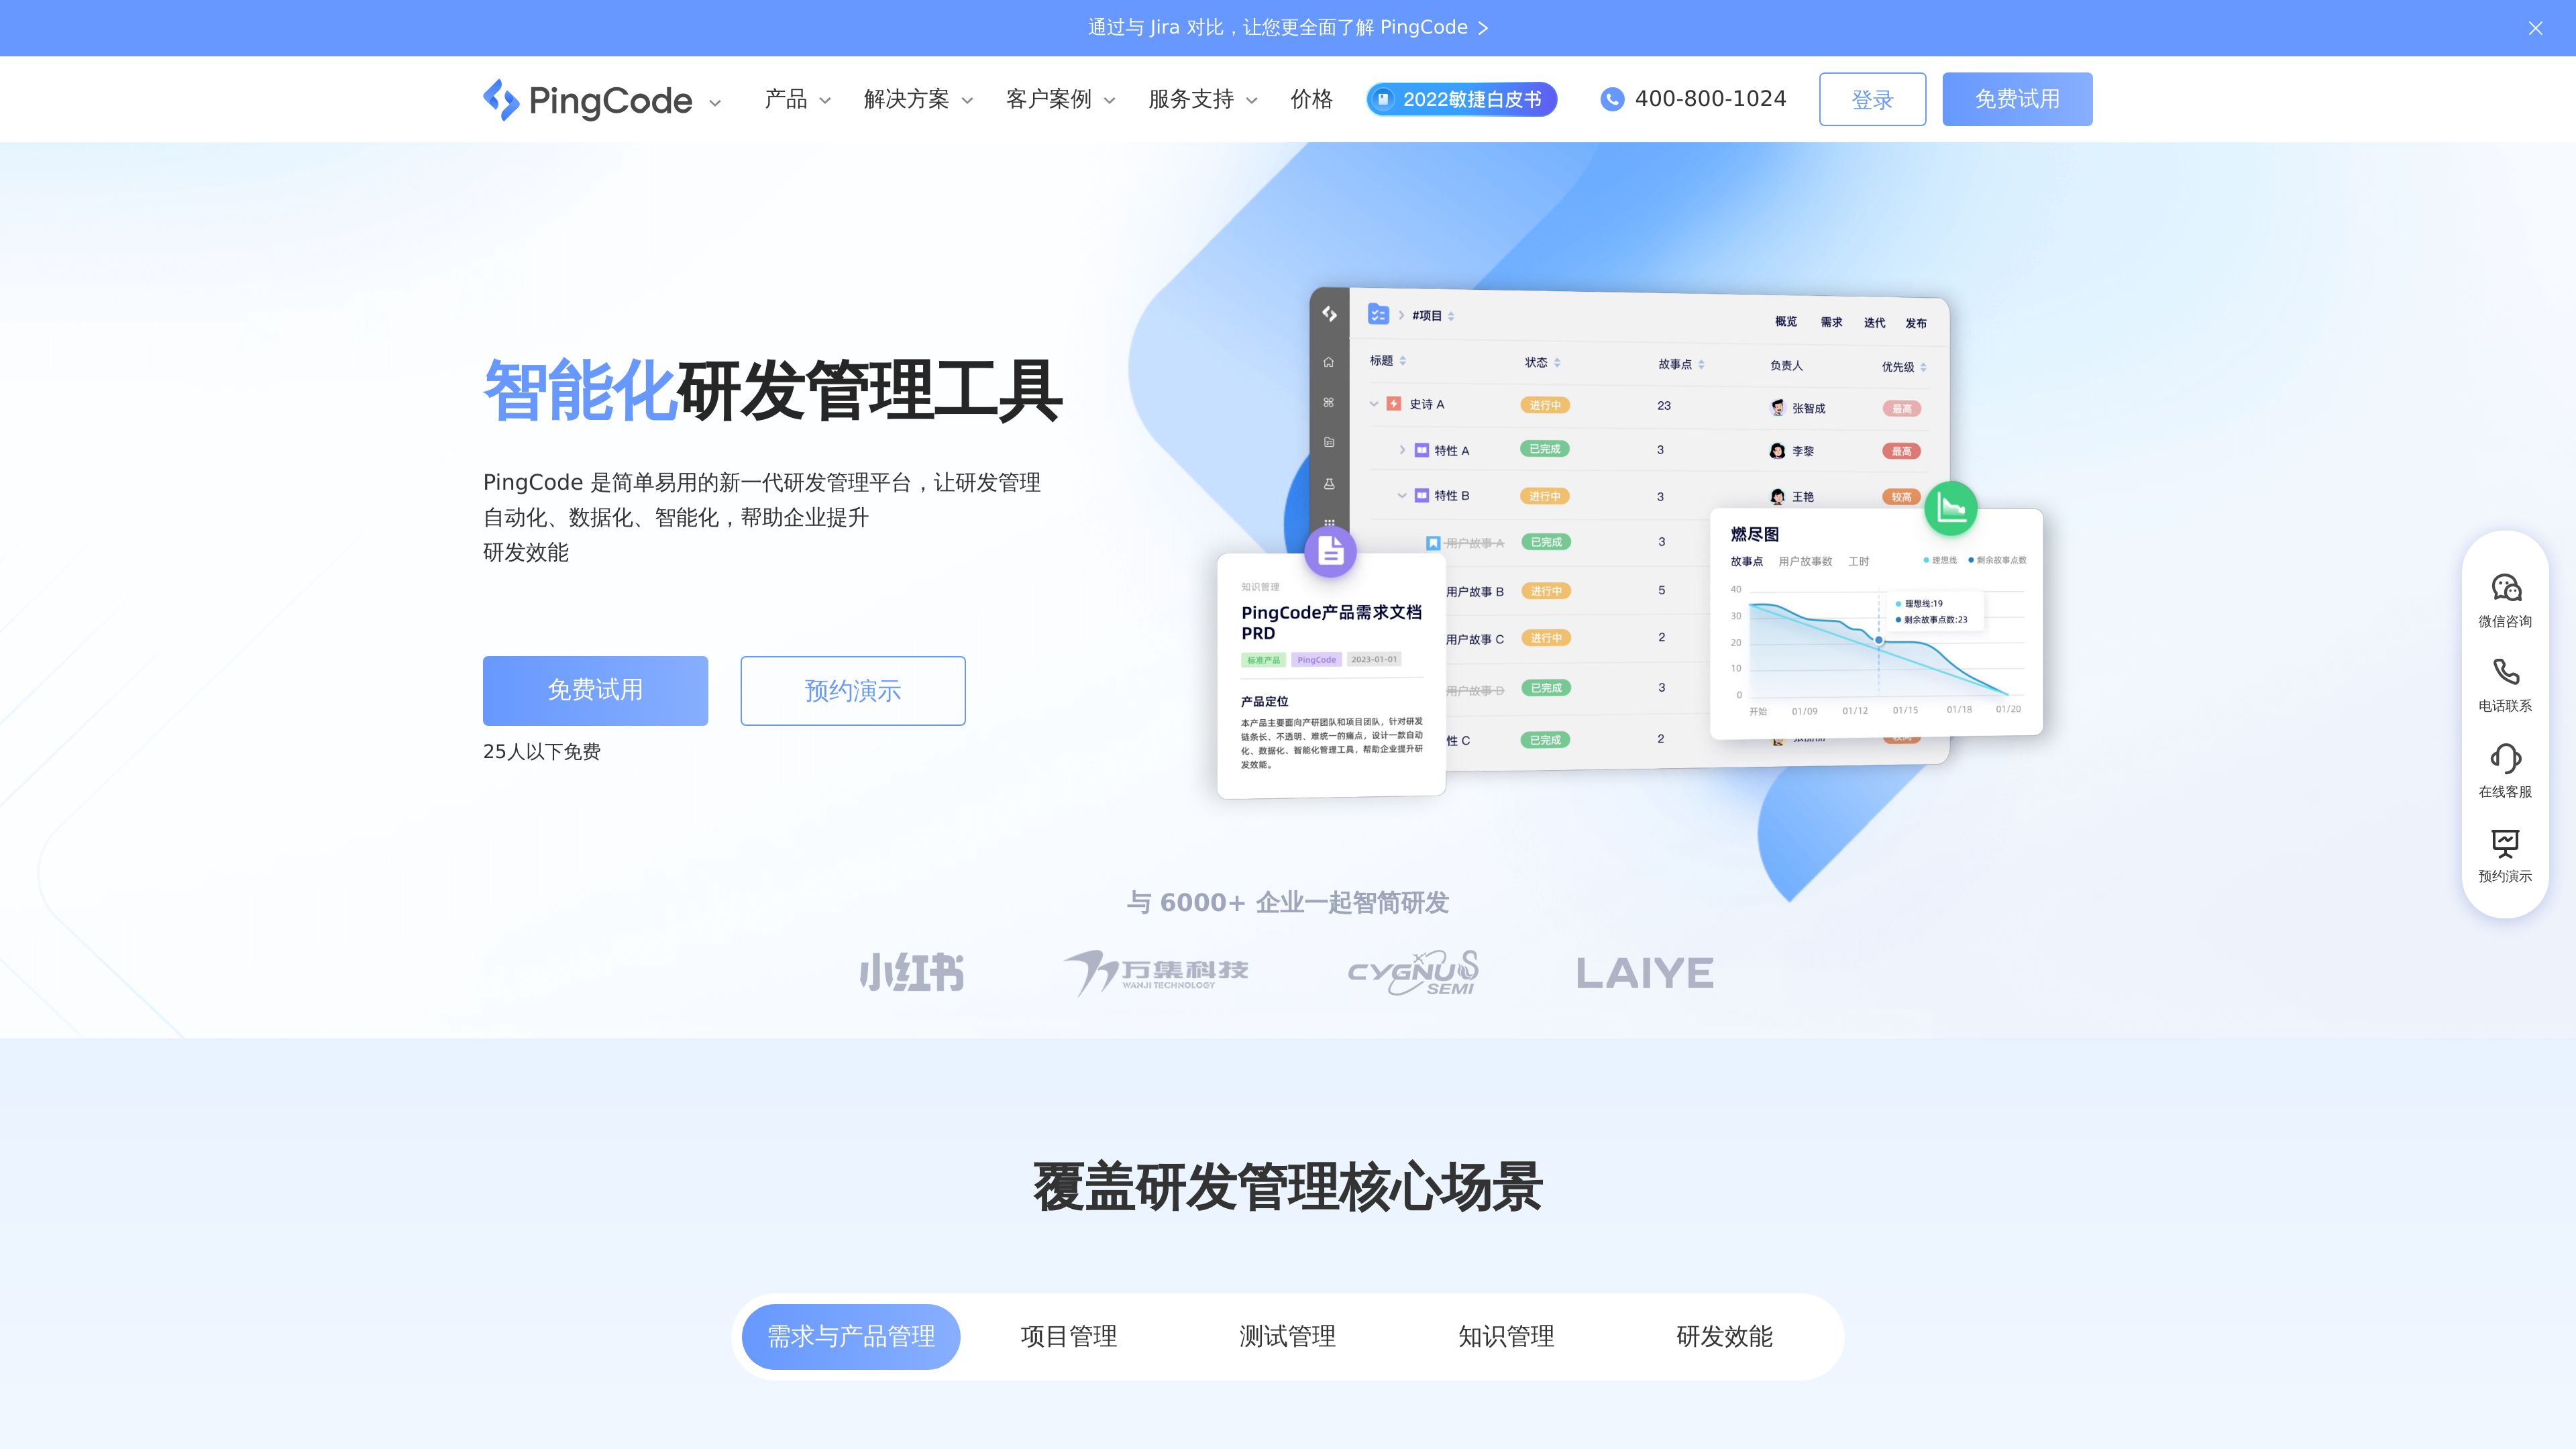 通过与 Jira 对比，让您更全面了解 PingCode
PingCode
产品
解决方案
客户案例
服务支持
价格
2022敏捷白皮书
400-800-1024
登录
免费试用
智能化研发管理工具
PingCode 是简单易用的新一代研发管理平台，让研发管理
自动化、数据化、智能化，帮助企业提升
研发效能
免费试用
预约演示
25人以下免费
#项目
概览 需求 迭代 发布
标题 状态 故事点 负责人 优先级
史诗 A 进行中 23 张智成 最高
特性 A 已完成 3 李黎 最高
特性 B 进行中 3 王艳 较高
用户故事 A 已完成 3
用户故事 B 进行中 5
用户故事 C 进行中 2
用户故事 D 已完成 3
性 C 已完成 2
知识管理
PingCode产品需求文档
PRD
标准产品 PingCode 2023-01-01
产品定位
本产品主要面向产研团队和项目团队，针对研发
链条长、不透明、难统一的痛点，设计一款自动
化、数据化、智能化管理工具，帮助企业提升研
发效能。
燃尽图
故事点 用户故事数 工时 理想线 剩余故事点数
40
30
20
10
0
理想线:19
剩余故事点数:23
开始 01/09 01/12 01/15 01/18 01/20
微信咨询
电话联系
在线客服
预约演示
与 6000+ 企业一起智简研发
小红书
万集科技
WANJI TECHNOLOGY
CYGNUS
SEMI
LAIYE
覆盖研发管理核心场景
需求与产品管理
项目管理
测试管理
知识管理
研发效能